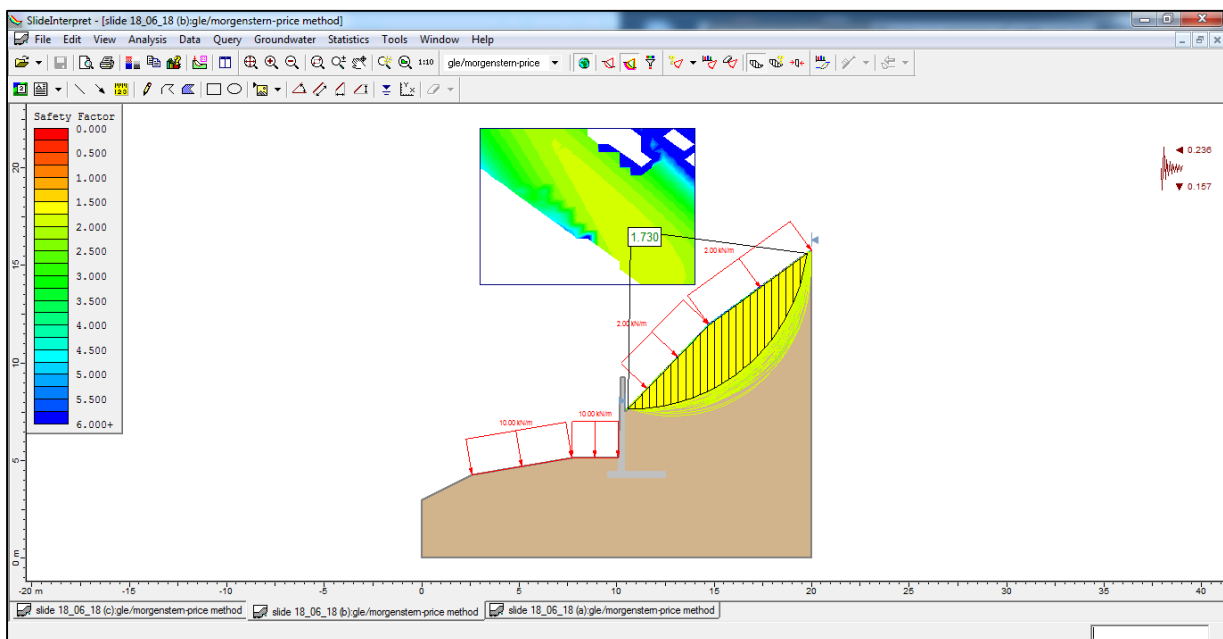 SlideInterpret - [slide 18_06_18 (b):gle/morgenstern-price method]
File Edit View Analysis Data Query Groundwater Statistics Tools Window Help
1:10 gle/morgenstern-price
Safety Factor
0.000
0.500
1.000
1.500
2.000
2.500
3.000
3.500
4.000
4.500
5.000
5.500
6.000+
0.236
0.157
1.730
2.00 kN/m
2.00 kN/m
10.00 kN/m
10.00 kN/m
20
15
10
5
0 m
-20 m -15 -10 -5 0 5 10 15 20 25 30 35 40
slide 18_06_18 (c):gle/morgenstern-price method slide 18_06_18 (b):gle/morgenstern-price method slide 18_06_18 (a):gle/morgenstern-price method